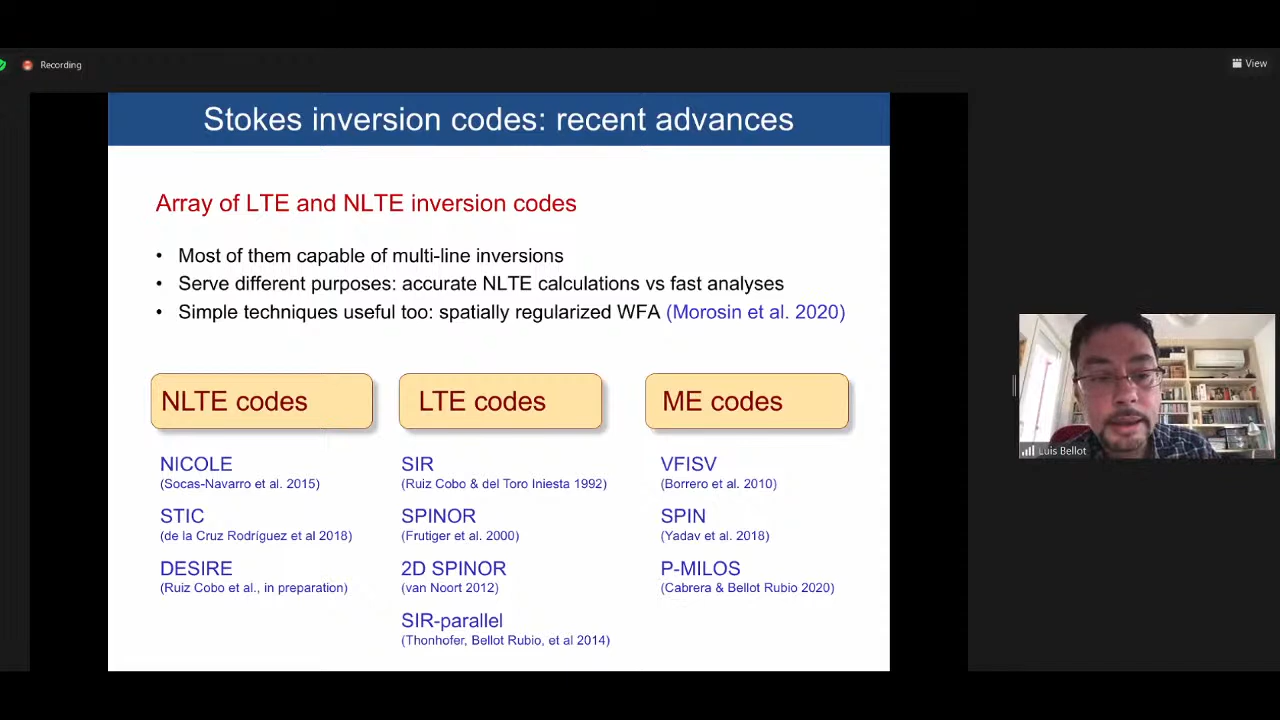 Recording
View
Stokes inversion codes: recent advances
Array of LTE and NLTE inversion codes
• Most of them capable of multi-line inversions
• Serve different purposes: accurate NLTE calculations vs fast analyses
• Simple techniques useful too: spatially regularized WFA (Morosin et al. 2020)
NLTE codes
NICOLE
(Socas-Navarro et al. 2015)
STIC
(de la Cruz Rodríguez et al 2018)
DESIRE
(Ruiz Cobo et al., in preparation)
LTE codes
SIR
(Ruiz Cobo & del Toro Iniesta 1992)
SPINOR
(Frutiger et al. 2000)
2D SPINOR
(van Noort 2012)
SIR-parallel
(Thonhofer, Bellot Rubio, et al 2014)
ME codes
VFISV
(Borrero et al. 2010)
SPIN
(Yadav et al. 2018)
P-MILOS
(Cabrera & Bellot Rubio 2020)
Luis Bellot